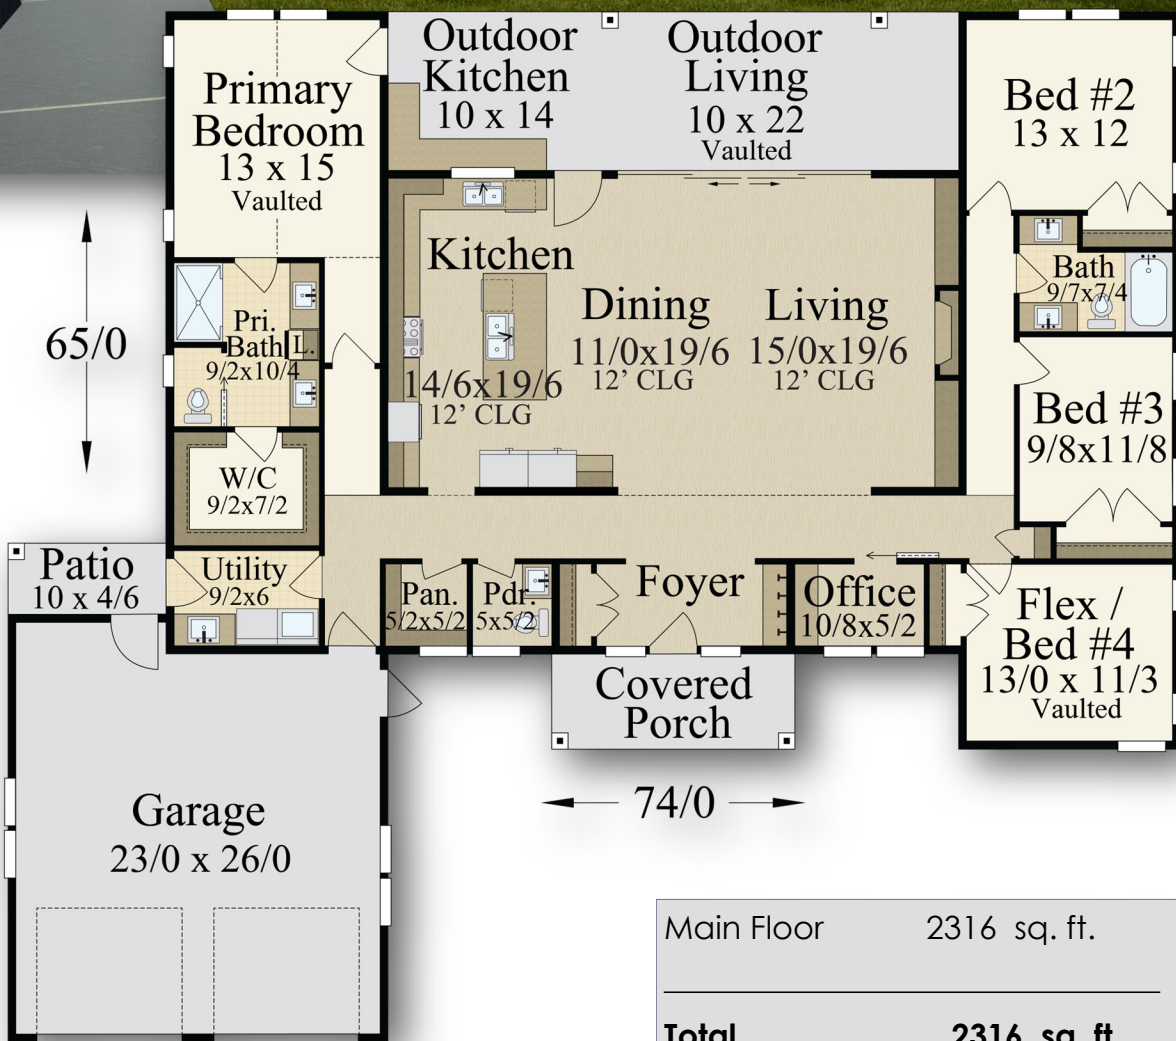 Primary
Bedroom
13 x 15
Vaulted
Outdoor
Kitchen
10 x 14
Outdoor
Living
10 x 22
Vaulted
Bed #2
13 x 12
65/0
Pri.
Bath
L.
9/2x10/4
Kitchen
14/6x19/6
12’ CLG
Dining
11/0x19/6
12’ CLG
Living
15/0x19/6
12’ CLG
Bath
9/7x7/4
Bed #3
9/8x11/8
W/C
9/2x7/2
Patio
10 x 4/6
Utility
9/2x6
Pan.
5/2x5/2
Pdr.
5x5/2
Foyer
Office
10/8x5/2
Flex /
Bed #4
13/0 x 11/3
Vaulted
Covered
Porch
74/0
Garage
23/0 x 26/0
Main Floor 2316 sq. ft.
Total 2316 sq. ft.